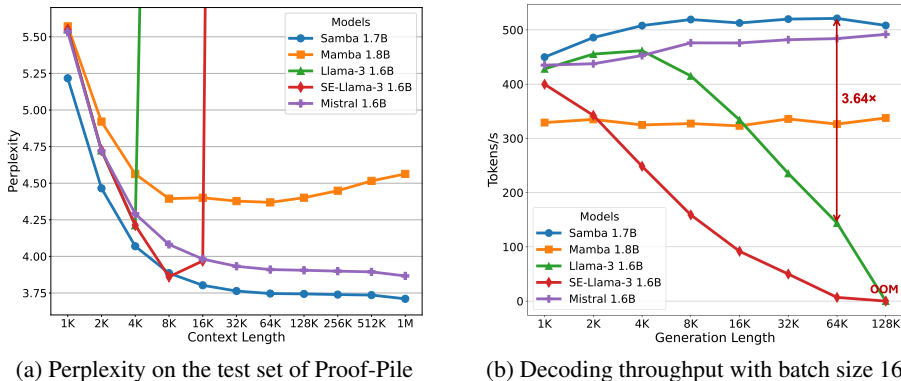 (a)
5.50
5.25
5.00
4.75
4.50
4.25
4.00
3.75
Perplexity
Models
Samba 1.7B
Mamba 1.8B
Llama-3 1.6B
SE-Llama-3 1.6B
Mistral 1.6B
1K 2K 4K 8K 16K 32K 64K 128K 256K 512K 1M
Context Length
(a) Perplexity on the test set of Proof-Pile
b)
500
400
300
200
100
0
Tokens/s
3.64×
OOM
Models
Samba 1.7B
Mamba 1.8B
Llama-3 1.6B
SE-Llama-3 1.6B
Mistral 1.6B
1K 2K 4K 8K 16K 32K 64K 128K
Generation Length
(b) Decoding throughput with batch size 16